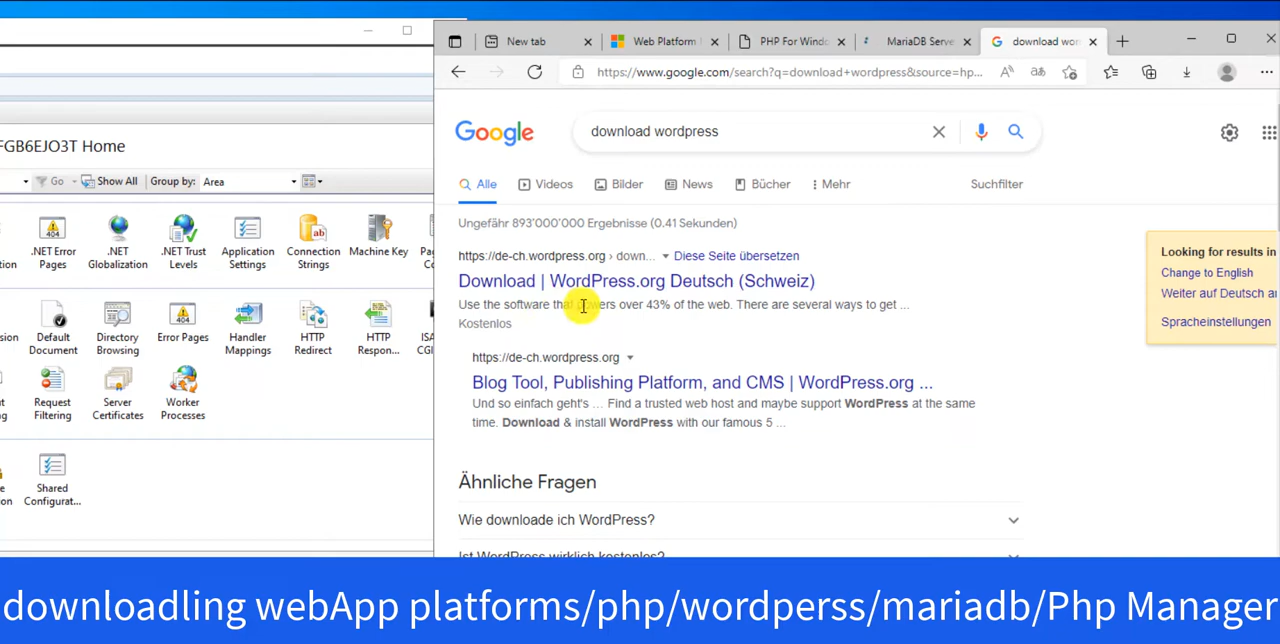 FGB6EJO3T Home
Go Show All Group by: Area
.NET Error Pages
.NET Globalization
.NET Trust Levels
Application Settings
Connection Strings
Machine Key
Default Document
Directory Browsing
Error Pages
Handler Mappings
HTTP Redirect
HTTP Respon...
Request Filtering
Server Certificates
Worker Processes
Shared Configurat...
New tab
Web Platform
PHP For Windo
MariaDB Serve
download wor
https://www.google.com/search?q=download+wordpress&source=hp...
Google
download wordpress
Alle Videos Bilder News Bücher Mehr Suchfilter
Ungefähr 893'000'000 Ergebnisse (0.41 Sekunden)
https://de-ch.wordpress.org › down... Diese Seite übersetzen
Download | WordPress.org Deutsch (Schweiz)
Use the software that powers over 43% of the web. There are several ways to get ...
Kostenlos
https://de-ch.wordpress.org
Blog Tool, Publishing Platform, and CMS | WordPress.org ...
Und so einfach geht's ... Find a trusted web host and maybe support WordPress at the same
time. Download & install WordPress with our famous 5 ...
Ähnliche Fragen
Wie downloade ich WordPress?
Ist WordPress wirklich kostenlos?
Looking for results in
Change to English
Weiter auf Deutsch
Spracheinstellungen
downloadling webApp platforms/php/wordperss/mariadb/Php Manager